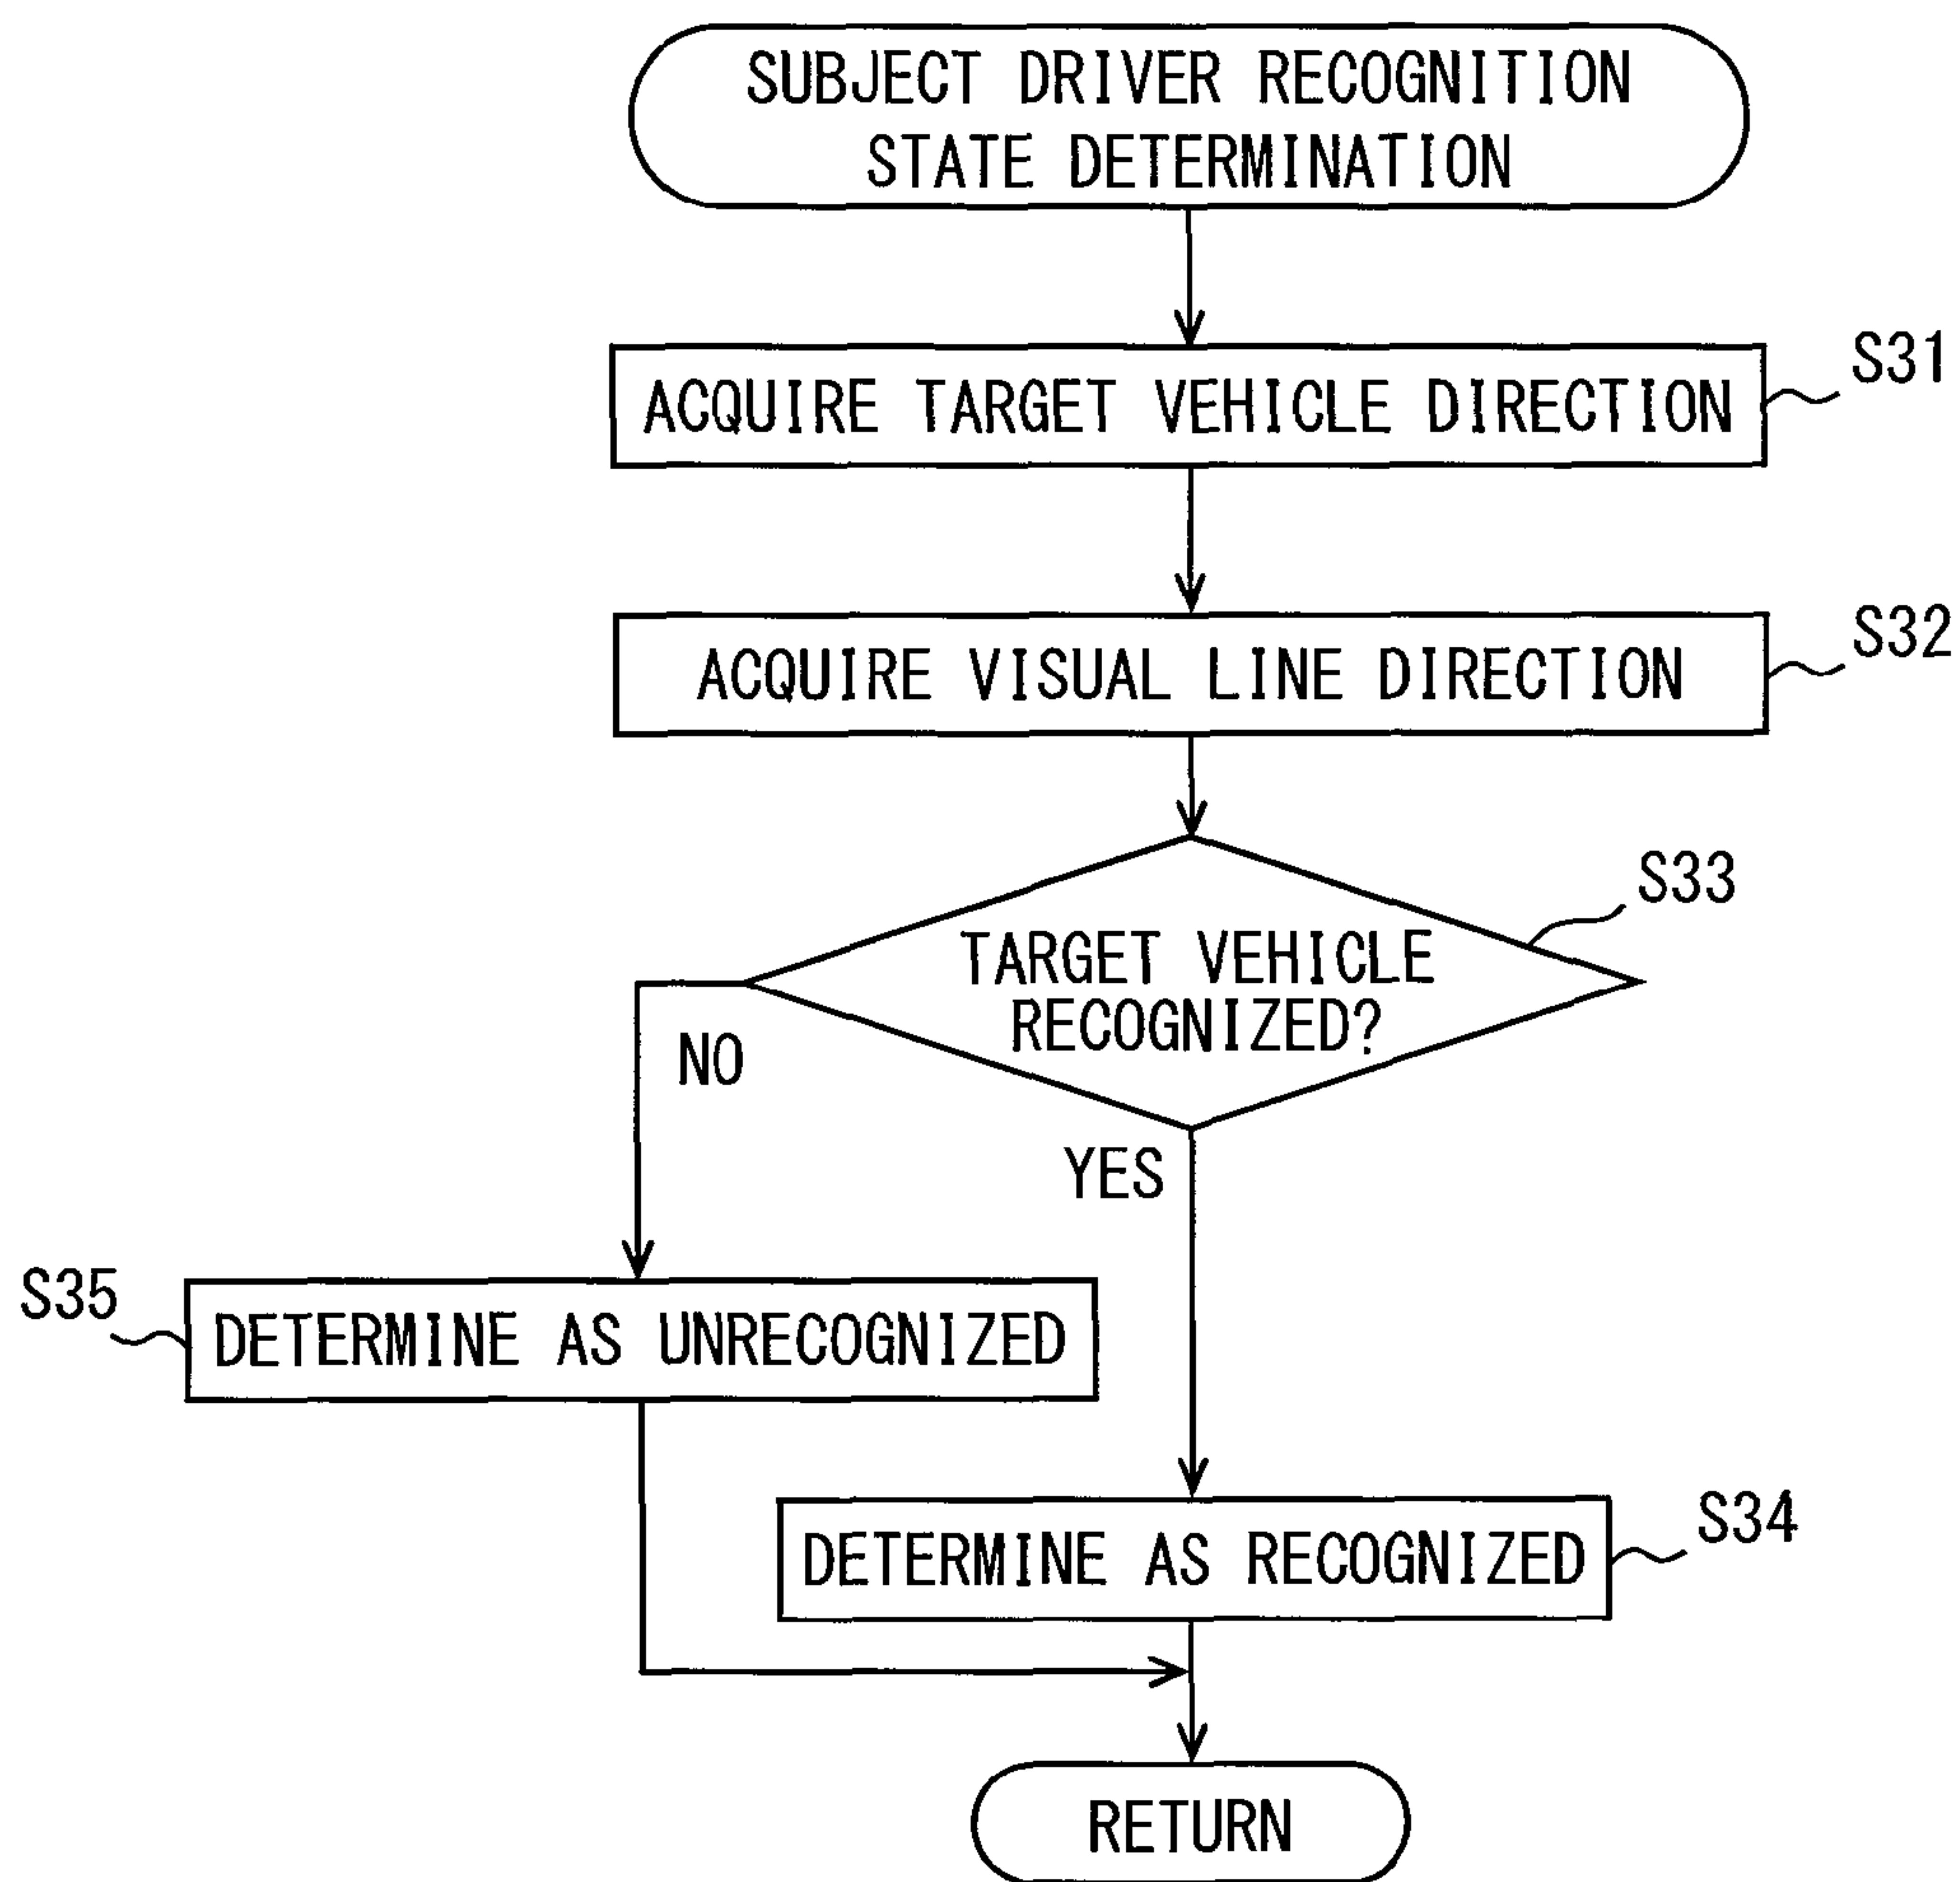 SUBJECT DRIVER RECOGNITION
STATE DETERMINATION
S31
ACQUIRE TARGET VEHICLE DIRECTION
S32
ACQUIRE VISUAL LINE DIRECTION
S33
TARGET VEHICLE
RECOGNIZED?
NO
YES
S35
DETERMINE AS UNRECOGNIZED
S34
DETERMINE AS RECOGNIZED
RETURN